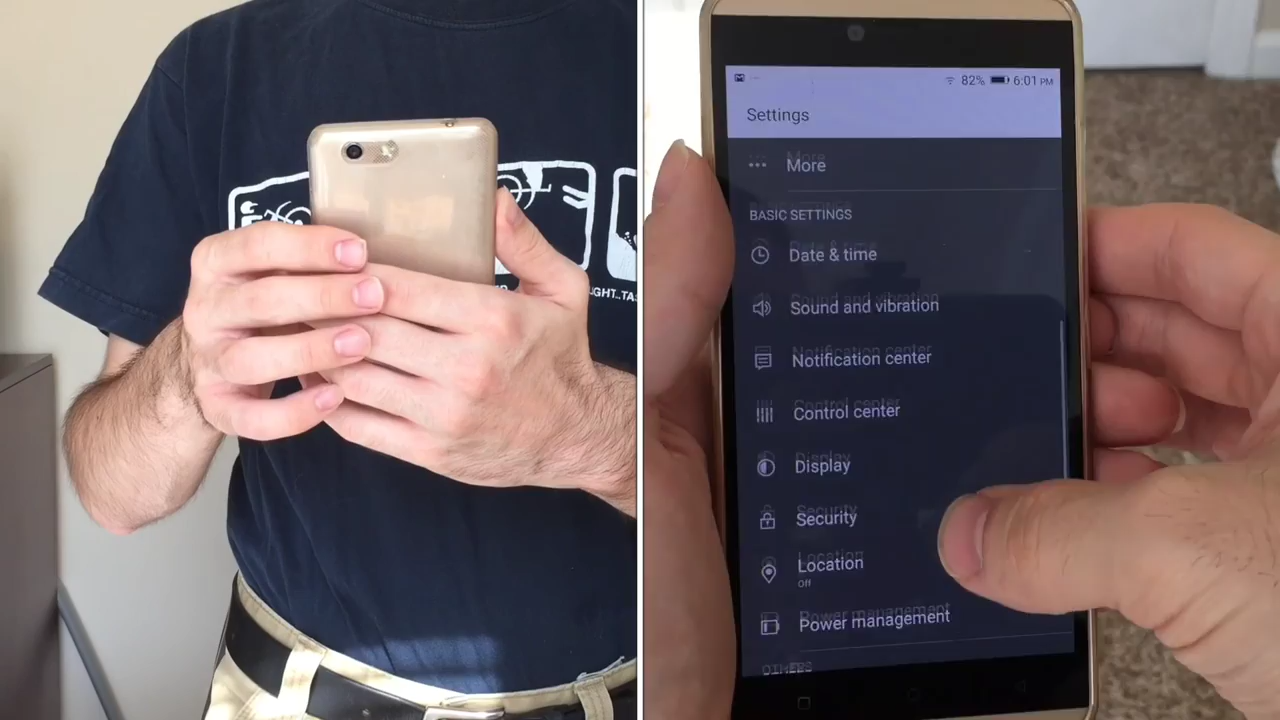 82% 6:01 PM
Settings
More
BASIC SETTINGS
Date & time
Sound and vibration
Notification center
Control center
Display
Security
Location
Off
Power management